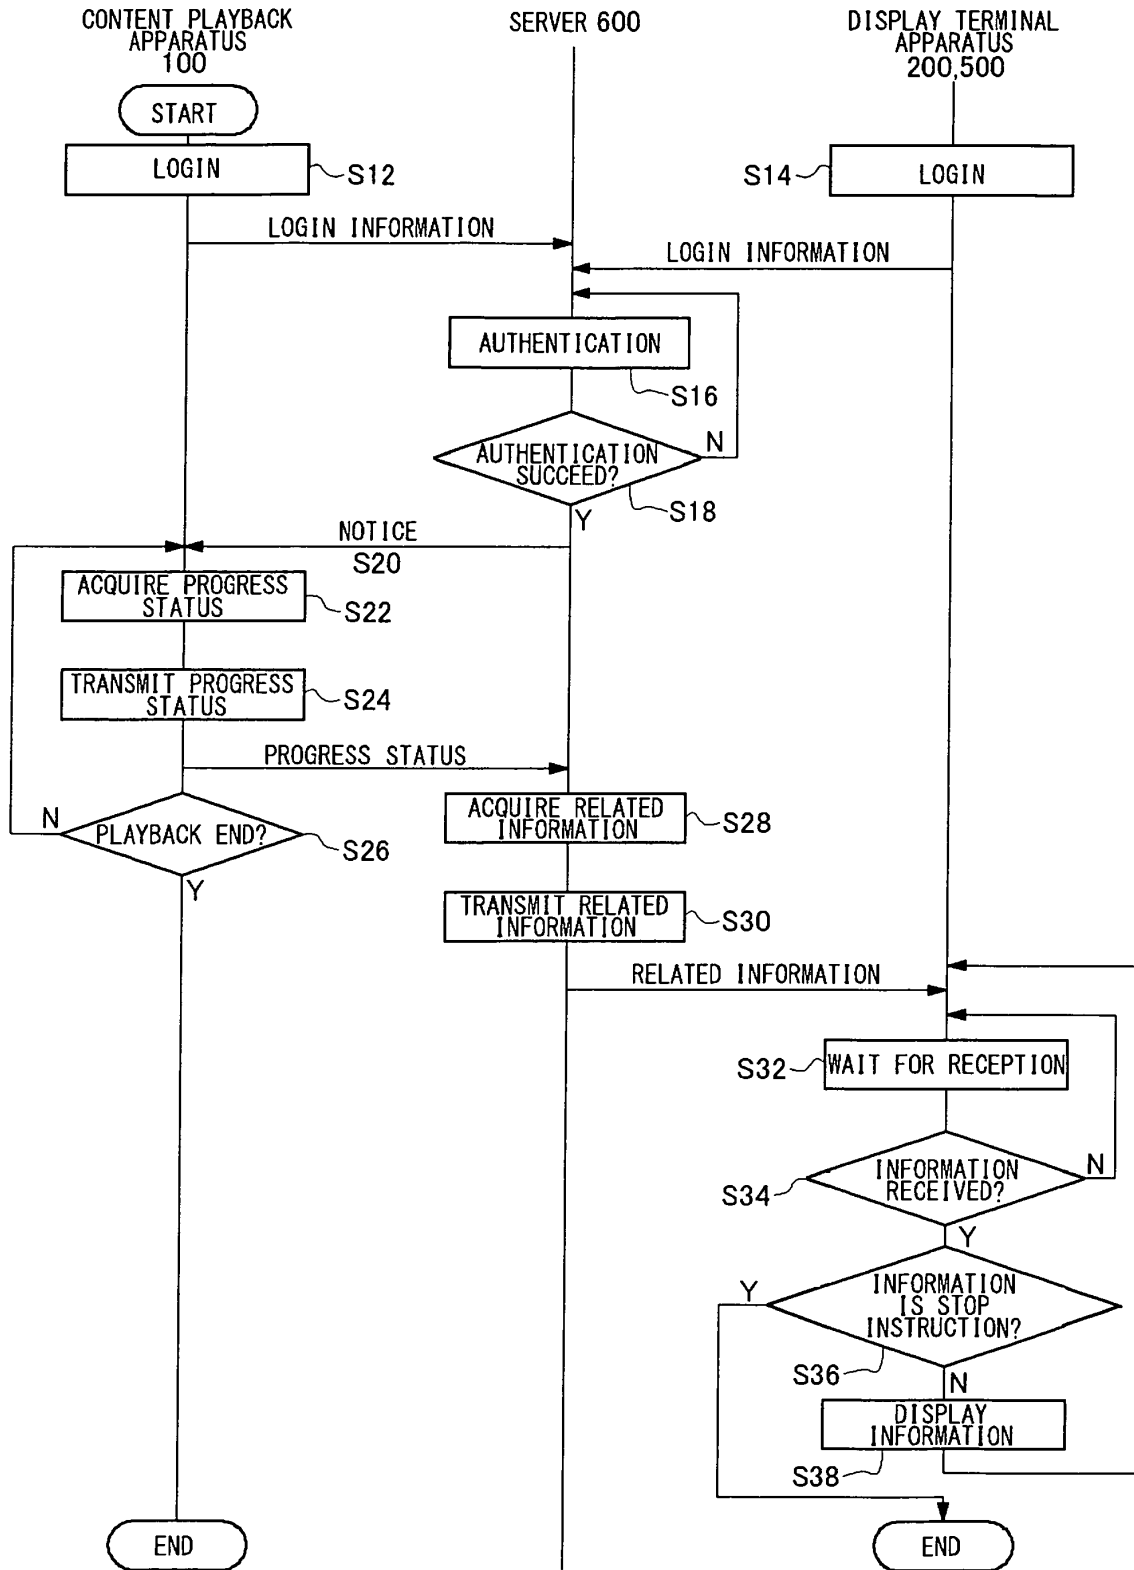 CONTENT PLAYBACK
APPARATUS
100
SERVER 600
DISPLAY TERMINAL
APPARATUS
200,500
START
LOGIN
S12
S14
LOGIN
LOGIN INFORMATION
LOGIN INFORMATION
AUTHENTICATION
S16
AUTHENTICATION
SUCCEED?
N
S18
Y
NOTICE
S20
ACQUIRE PROGRESS
STATUS
S22
TRANSMIT PROGRESS
STATUS
S24
PROGRESS STATUS
N
PLAYBACK END?
S26
Y
ACQUIRE RELATED
INFORMATION
S28
TRANSMIT RELATED
INFORMATION
S30
RELATED INFORMATION
S32
WAIT FOR RECEPTION
INFORMATION
RECEIVED?
N
S34
Y
INFORMATION
IS STOP
INSTRUCTION?
Y
S36
N
DISPLAY
INFORMATION
S38
END
END